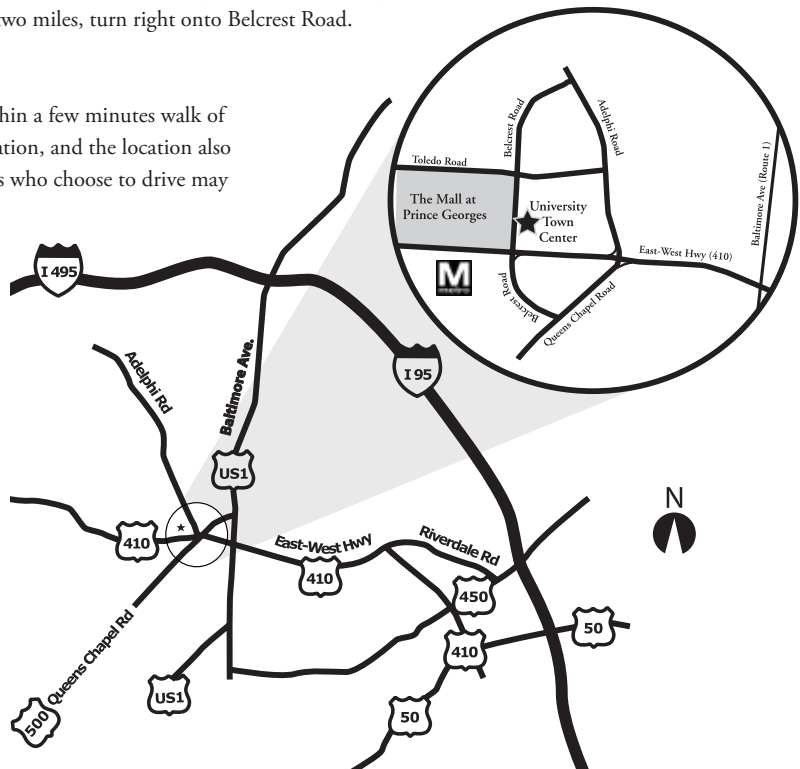 two miles, turn right onto Belcrest Road.
hin a few minutes walk of
ation, and the location also
s who choose to drive may
Belcrest Road
Adelphi Road
Toledo Road
Baltimore Ave (Route 1)
The Mall at
Prince Georges
University
Town
Center
East-West Hwy (410)
M
Belcrest Road
Queens Chapel Road
I 495
Adelphi Rd
Baltimore Ave.
I 95
US1
N
410
East-West Hwy
Riverdale Rd
410
450
50
410
Queens Chapel Rd
US1
500
50